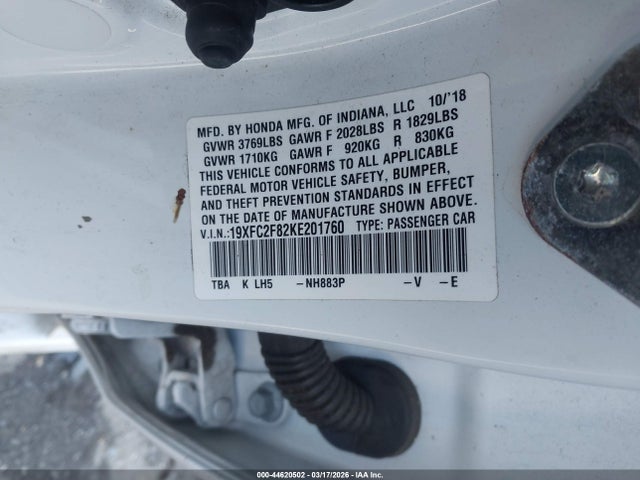 MFD. BY HONDA MFG. OF INDIANA, LLC 10/'18
GVWR 3769LBS GAWR F 2028LBS R 1829LBS
GVWR 1710KG GAWR F 920KG R 830KG
THIS VEHICLE CONFORMS TO ALL APPLICABLE
FEDERAL MOTOR VEHICLE SAFETY, BUMPER,
AND THEFT PREVENTION STANDARDS IN EFFECT
ON THE DATE OF MANUFACTURE SHOWN ABOVE.
V.I.N.: 19XFC2F82KE201760 TYPE: PASSENGER CAR
TBA K LH5 -NH883P -V -E
000-44620502 | 03/17/2026 | IAA Inc.